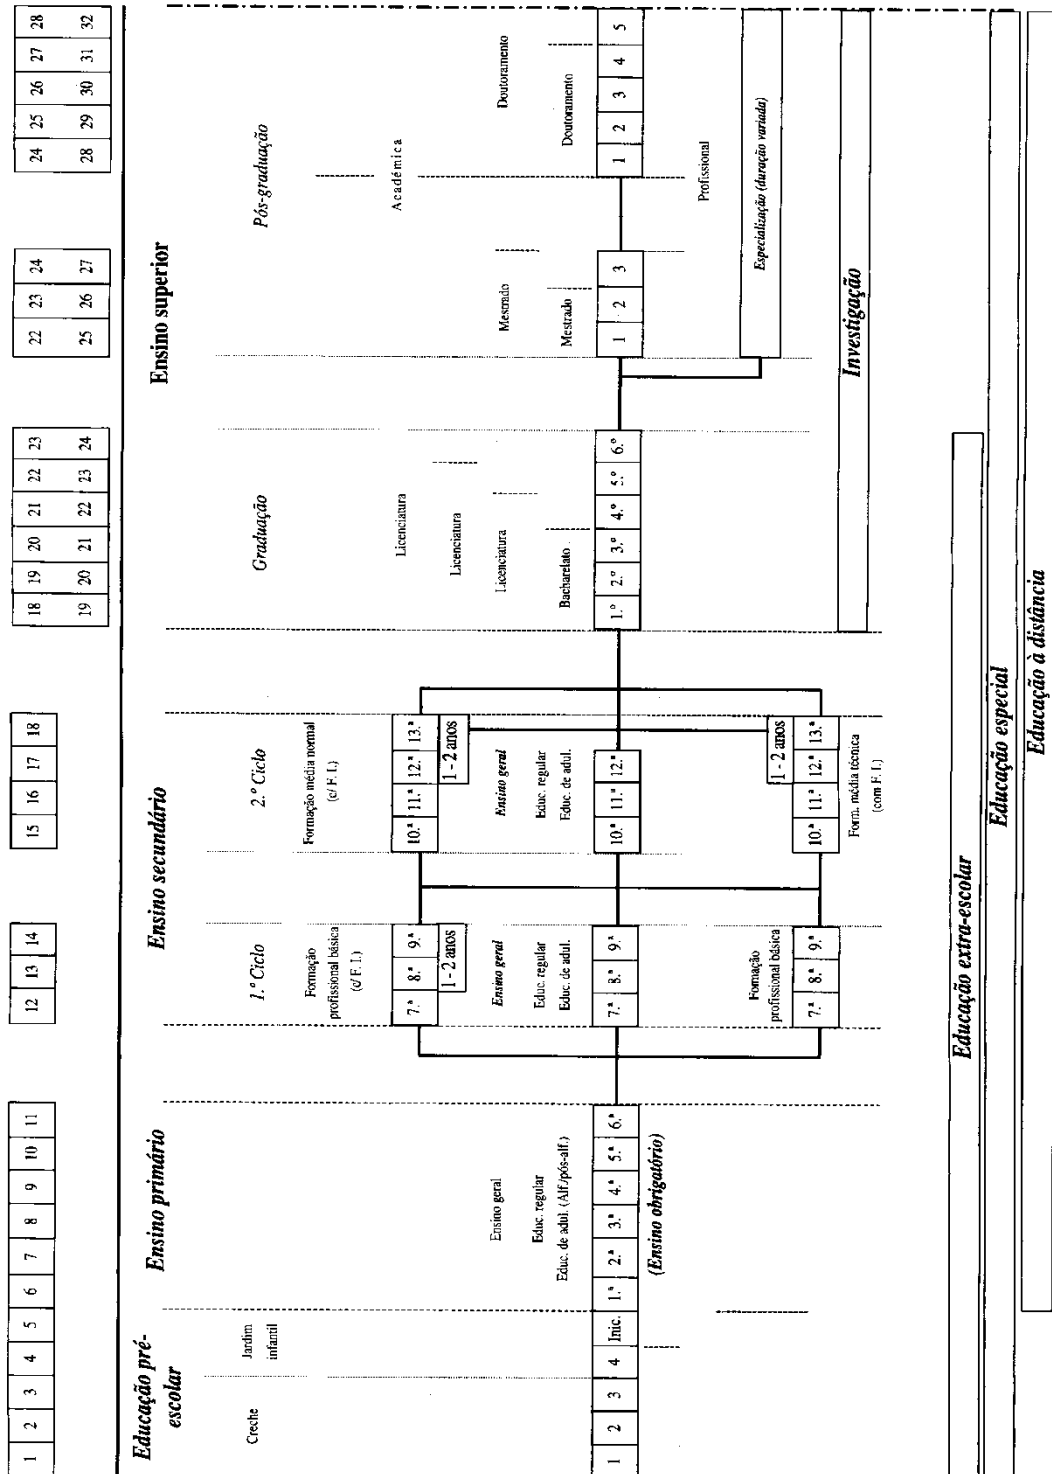 1 2 3 4 5 6 7 8 9 10 11
12 13 14
15 16 17 18
18 19 20 21 22 23
19 20 21 22 23 24
22 23 24
25 26 27
24 25 26 27 28
28 29 30 31 32
Educação pré-
escolar
Ensino primário
Ensino secundário
Ensino superior
Creche
Jardim
infantil
1.º Ciclo
2.º Ciclo
Graduação
Pós-graduação
Formação
profissional básica
(c/ F. I.)
7.ª 8.ª 9.ª
1 - 2 anos
Formação média normal
(c/ F. I.)
10.ª 11.ª 12.ª 13.ª
1 - 2 anos
Licenciatura
Licenciatura
Licenciatura
Bacharelato
Académica
Mestrado
Mestrado
Doutoramento
Doutoramento
Ensino geral
Educ. regular
Educ. de adul. (Alf./pós-alf.)
Ensino geral
Educ. regular
Educ. de adul.
Ensino geral
Educ. regular
Educ. de adul.
1 2 3 4 Inic. 1.ª 2.ª 3.ª 4.ª 5.ª 6.ª
7.ª 8.ª 9.ª
10.ª 11.ª 12.ª
1.º 2.º 3.º 4.º 5.º 6.º
1 2 3
1 2 3 4 5
(Ensino obrigatório)
Formação
profissional básica
7.ª 8.ª 9.ª
1 - 2 anos
10.ª 11.ª 12.ª 13.ª
Form. média técnica
(com F. I.)
Profissional
Especialização (duração variada)
Investigação
Educação extra-escolar
Educação especial
Educação à distância